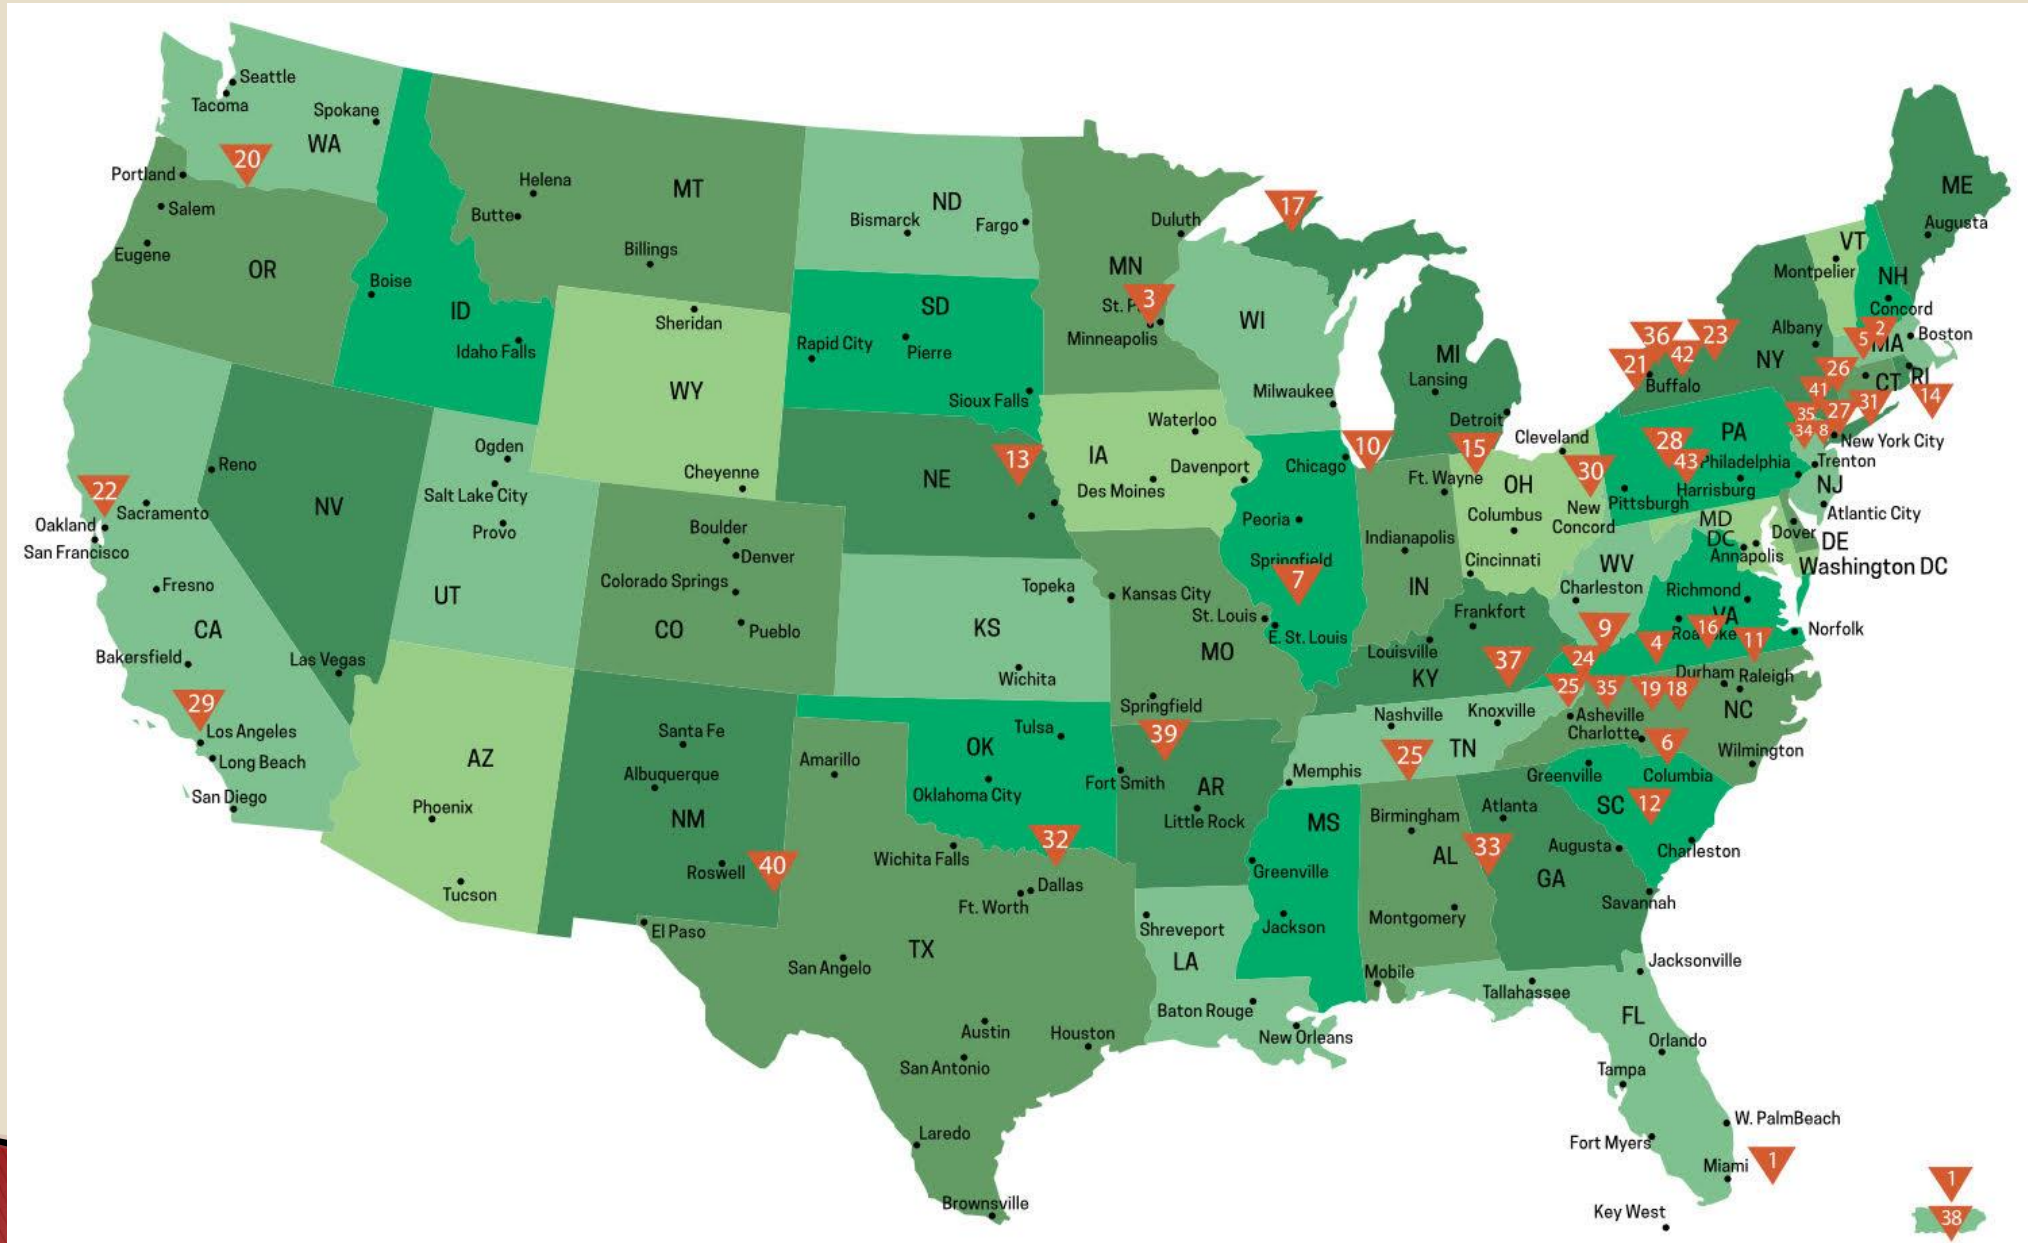 Seattle
Tacoma
Spokane
WA
20
Portland
Salem
Eugene
OR
Boise
ID
Idaho Falls
Helena
Butte
MT
Billings
Sheridan
WY
Cheyenne
ND
Bismarck
Fargo
SD
Rapid City
Pierre
Sioux Falls
Duluth
MN
3
St. P
Minneapolis
17
WI
Milwaukee
MI
Lansing
Detroit
ME
Augusta
VT
Montpelier
NH
Concord
Albany
NY
Boston
MA
5
2
36
23
42
21
Buffalo
26
CT
RI
41
31
14
35
27
34
8
New York City
22
Reno
NV
Sacramento
Oakland
San Francisco
Fresno
CA
Bakersfield
Las Vegas
29
Los Angeles
Long Beach
San Diego
Ogden
Salt Lake City
Provo
UT
Boulder
Denver
Colorado Springs
CO
Pueblo
NE
13
IA
Waterloo
Des Moines
Davenport
10
Chicago
Peoria
Springfield
7
E. St. Louis
15
Ft. Wayne
Indianapolis
IN
Cleveland
30
OH
Columbus
New
Concord
Cincinnati
28
PA
43
Philadelphia
Pittsburgh
Harrisburg
Trenton
NJ
Atlantic City
MD
DC
Annapolis
Dover
DE
Washington DC
WV
Charleston
Richmond
VA
16
4
11
Norfolk
9
24
Topeka
KS
Wichita
Kansas City
St. Louis
MO
Springfield
Frankfort
Louisville
KY
37
25
35
19
18
Durham
Raleigh
NC
Asheville
Charlotte
6
Wilmington
Nashville
Knoxville
TN
25
Memphis
AZ
Phoenix
Tucson
Santa Fe
Albuquerque
NM
Roswell
40
Amarillo
OK
Tulsa
Oklahoma City
32
39
Fort Smith
AR
Little Rock
Wichita Falls
Dallas
Ft. Worth
El Paso
TX
San Angelo
Austin
San Antonio
Houston
Laredo
Brownsville
MS
Greenville
Jackson
Shreveport
LA
Baton Rouge
New Orleans
Birmingham
AL
Montgomery
Mobile
33
Atlanta
Augusta
GA
Savannah
Greenville
Columbia
SC
12
Charleston
Jacksonville
Tallahassee
FL
Orlando
Tampa
W. PalmBeach
Fort Myers
Miami
1
Key West
1
38